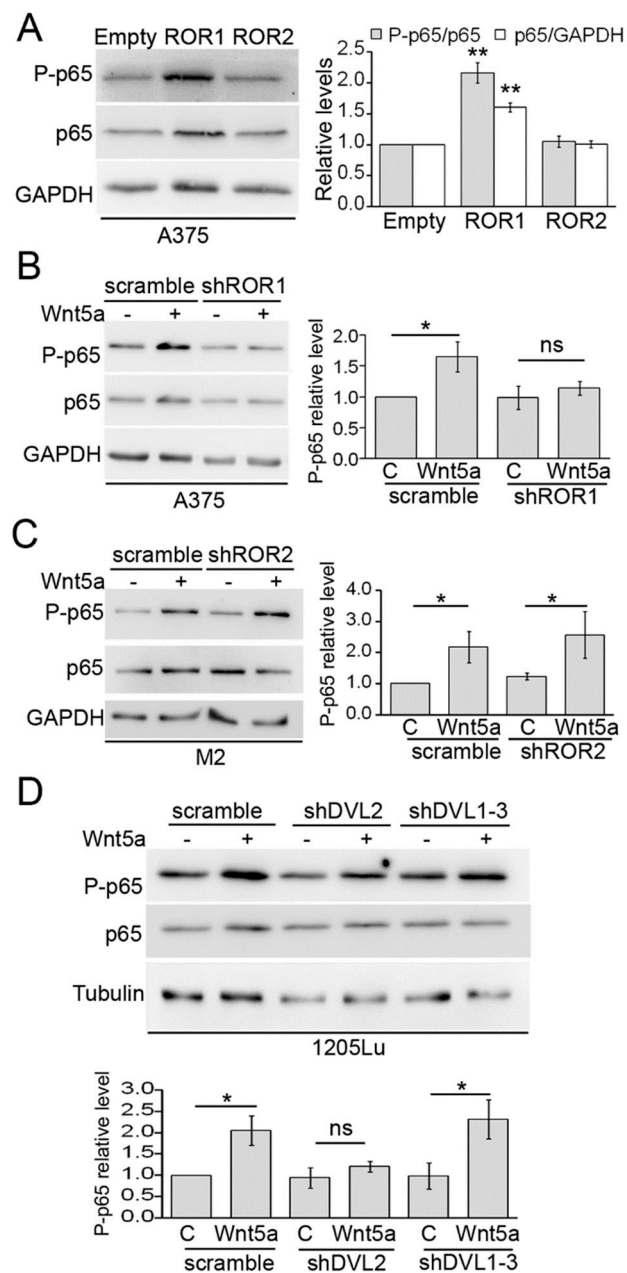 A
Empty ROR1 ROR2
P-p65
p65
GAPDH
A375
P-p65/p65 p65/GAPDH
Relative levels
2.5
2.0
1.5
1.0
0.5
0.0
**
**
Empty ROR1 ROR2
B
scramble shROR1
Wnt5a - + - +
P-p65
p65
GAPDH
A375
P-p65 relative level
2.0
1.5
1.0
0.5
0.0
* ns
C Wnt5a C Wnt5a
scramble shROR1
C
scramble shROR2
Wnt5a - + - +
P-p65
p65
GAPDH
M2
P-p65 relative level
4.0
3.0
2.0
1.0
0.0
* *
C Wnt5a C Wnt5a
scramble shROR2
D
scramble shDVL2 shDVL1-3
Wnt5a - + - + - +
P-p65
p65
Tubulin
1205Lu
P-p65 relative level
3.0
2.5
2.0
1.5
1.0
0.5
0.0
* ns *
C Wnt5a C Wnt5a C Wnt5a
scramble shDVL2 shDVL1-3